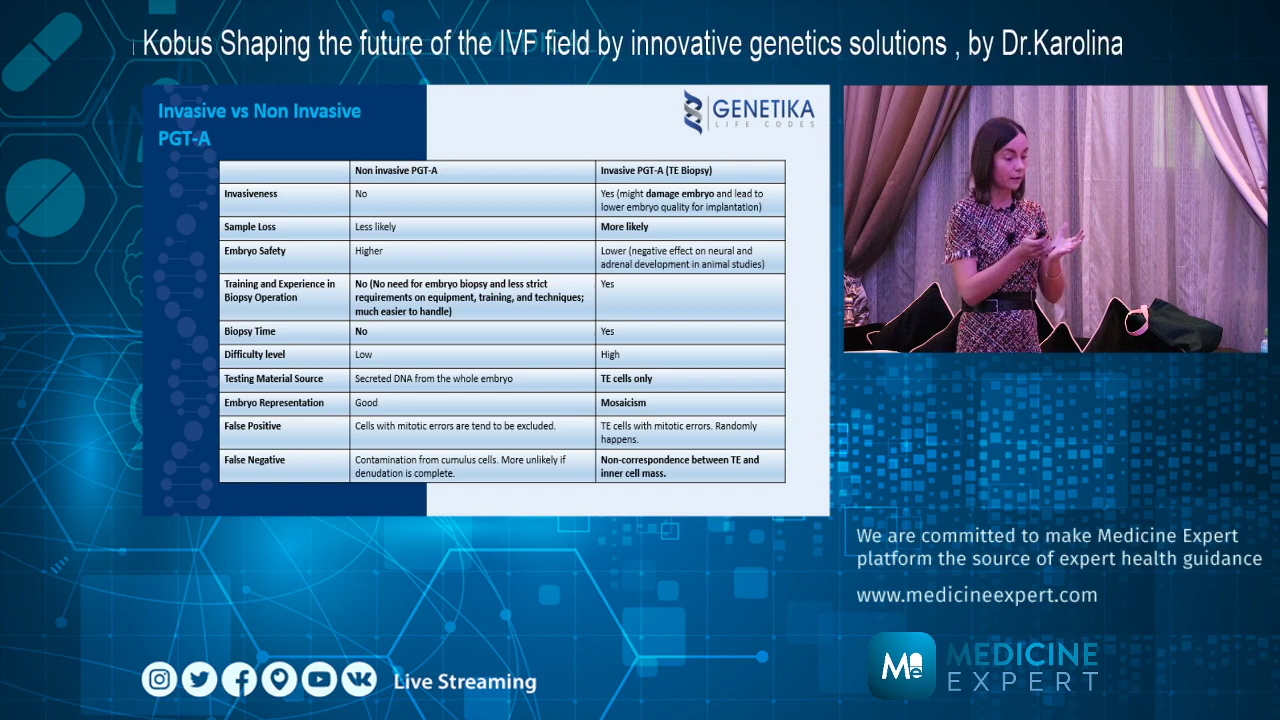 Kobus Shaping the future of the IVF field by innovative genetics solutions , by Dr.Karolina
Invasive vs Non Invasive
PGT-A
GENETIKA
LIFE CODES
Non invasive PGT-A
Invasive PGT-A (TE Biopsy)
Invasiveness
No
Yes (might damage embryo and lead to
lower embryo quality for implantation)
Sample Loss
Less likely
More likely
Embryo Safety
Higher
Lower (negative effect on neural and
adrenal development in animal studies)
Training and Experience in
Biopsy Operation
No (No need for embryo biopsy and less strict
requirements on equipment, training, and techniques;
much easier to handle)
Yes
Biopsy Time
No
Yes
Difficulty level
Low
High
Testing Material Source
Secreted DNA from the whole embryo
TE cells only
Embryo Representation
Good
Mosaicism
False Positive
Cells with mitotic errors are tend to be excluded.
TE cells with mitotic errors. Randomly
happens.
False Negative
Contamination from cumulus cells. More unlikely if
denudation is complete.
Non-correspondence between TE and
inner cell mass.
We are committed to make Medicine Expert
platform the source of expert health guidance
www.medicineexpert.com
Me
MEDICINE
EXPERT
Live Streaming